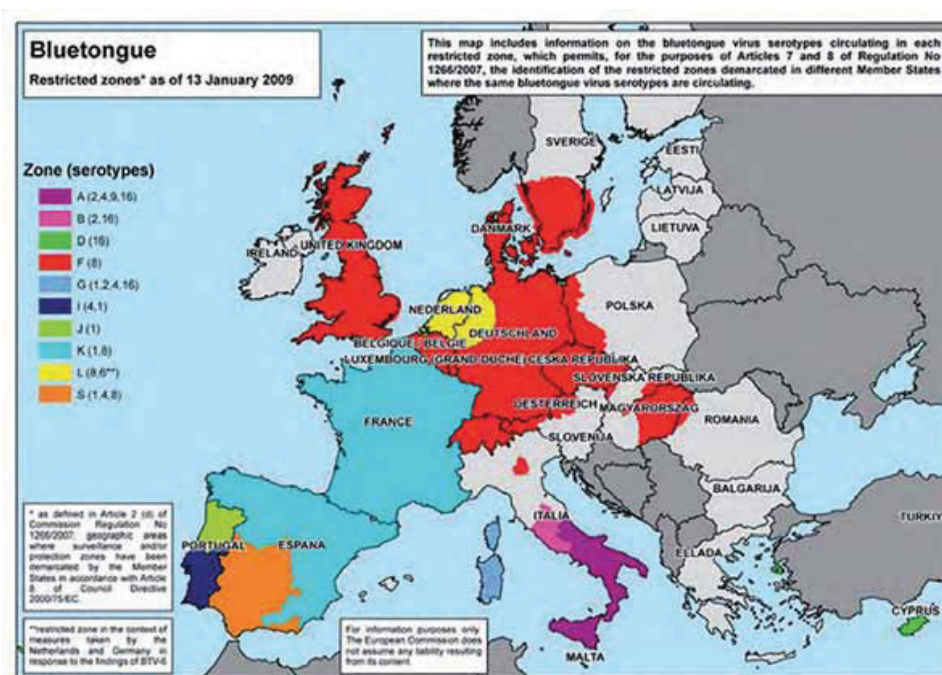 Bluetongue
Restricted zones* as of 13 January 2009
This map includes information on the bluetongue virus serotypes circulating in each
restricted zone, which permits, for the purposes of Articles 7 and 8 of Regulation No
1266/2007, the identification of the restricted zones demarcated in different Member States
where the same bluetongue virus serotypes are circulating.
Zone (serotypes)
A (2,4,9,16)
B (2,16)
D (16)
F (8)
G (1,2,4,16)
I (4,1)
J (1)
K (1,8)
L (8,6**)
S (1,4,8)
SVERIGE
EESTI
LATVIJA
LIETUVA
DANMARK
IRELAND
UNITED KINGDOM
NEDERLAND
POLSKA
DEUTSCHLAND
BELGIQUE - BELGIE
LUXEMBOURG (GRAND-DUCHE)
CESKA REPUBLIKA
SLOVENSKA REPUBLIKA
OESTERREICH
MAGYARORSZAG
FRANCE
SLOVENIJA
ROMANIA
BALGARIJA
ITALIA
PORTUGAL
ESPANA
ELLADA
TURKIY
CYPRUS
MALTA
* as defined in Article 2 (d) of
Commission Regulation No
1266/2007: geographic areas
where surveillance and/or
protection zones have been
demarcated by the Member
States in accordance with Article
8 of Council Directive
2000/75/EC.
**restricted zone in the context of
measures taken by the
Netherlands and Germany in
response to the findings of BTV-6
For information purposes only.
The European Commission does
not assume any liability resulting
from its content.